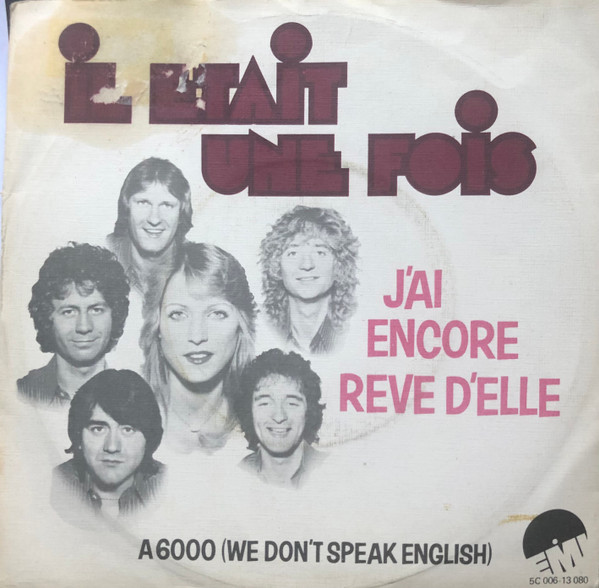 IL ETAIT
UNE FOIS
J'AI
ENCORE
REVE D'ELLE
A 6000 (WE DON'T SPEAK ENGLISH)
EMI
5C 006-13 080